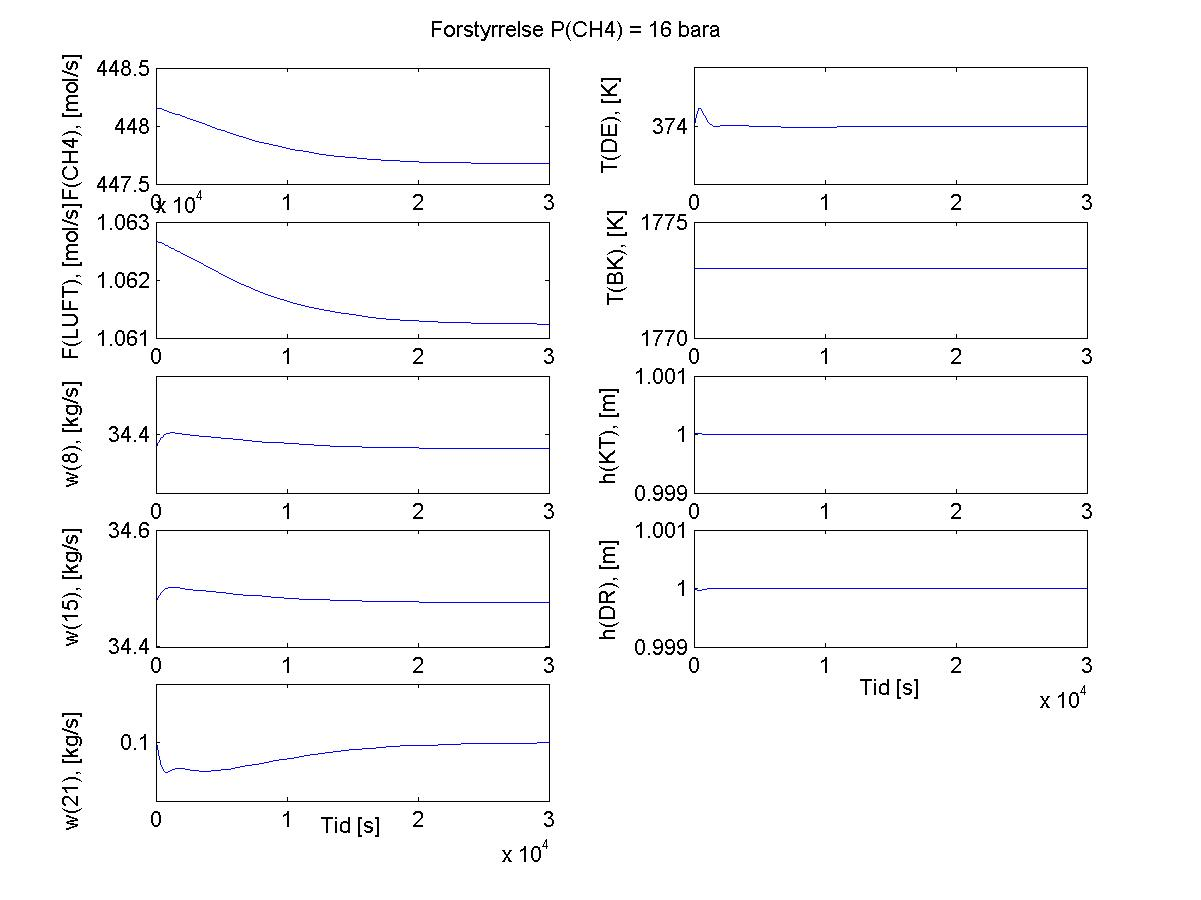 Forstyrrelse P(CH4) = 16 bara
F(CH4), [mol/s]
448.5
448
447.5
0 1 2 3
x 10^4
F(LUFT), [mol/s]
1.063
1.062
1.061
0 1 2 3
w(8), [kg/s]
34.4
0 1 2 3
w(15), [kg/s]
34.6
34.4
0 1 2 3
w(21), [kg/s]
0.1
0 1 2 3
Tid [s]
x 10^4
T(DE), [K]
374
0 1 2 3
T(BK), [K]
1775
1770
0 1 2 3
h(KT), [m]
1.001
1
0.999
0 1 2 3
h(DR), [m]
1.001
1
0.999
0 1 2 3
Tid [s]
x 10^4